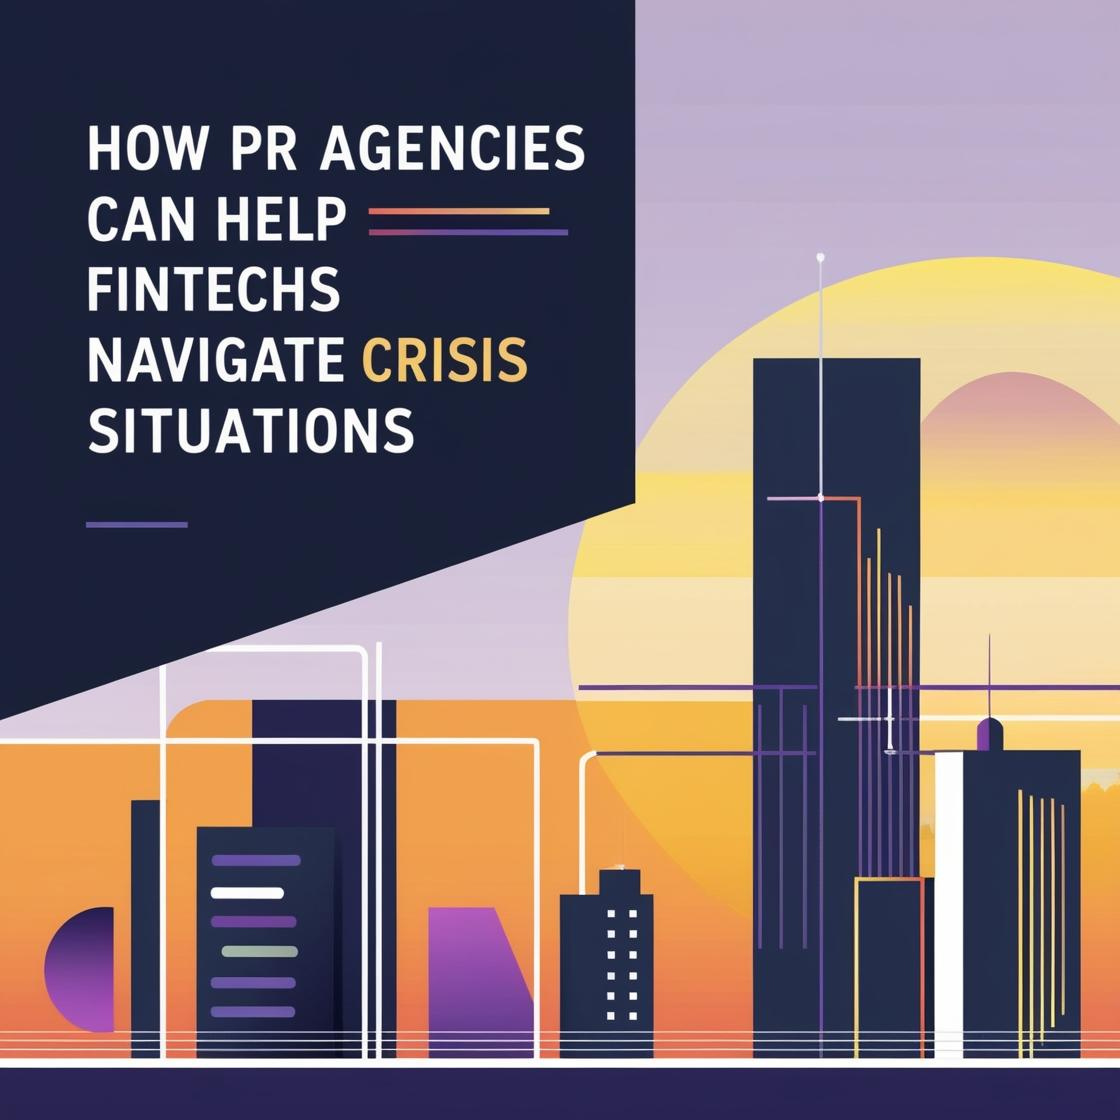 HOW PR AGENCIES
CAN HELP
FINTECHS
NAVIGATE CRISIS
SITUATIONS